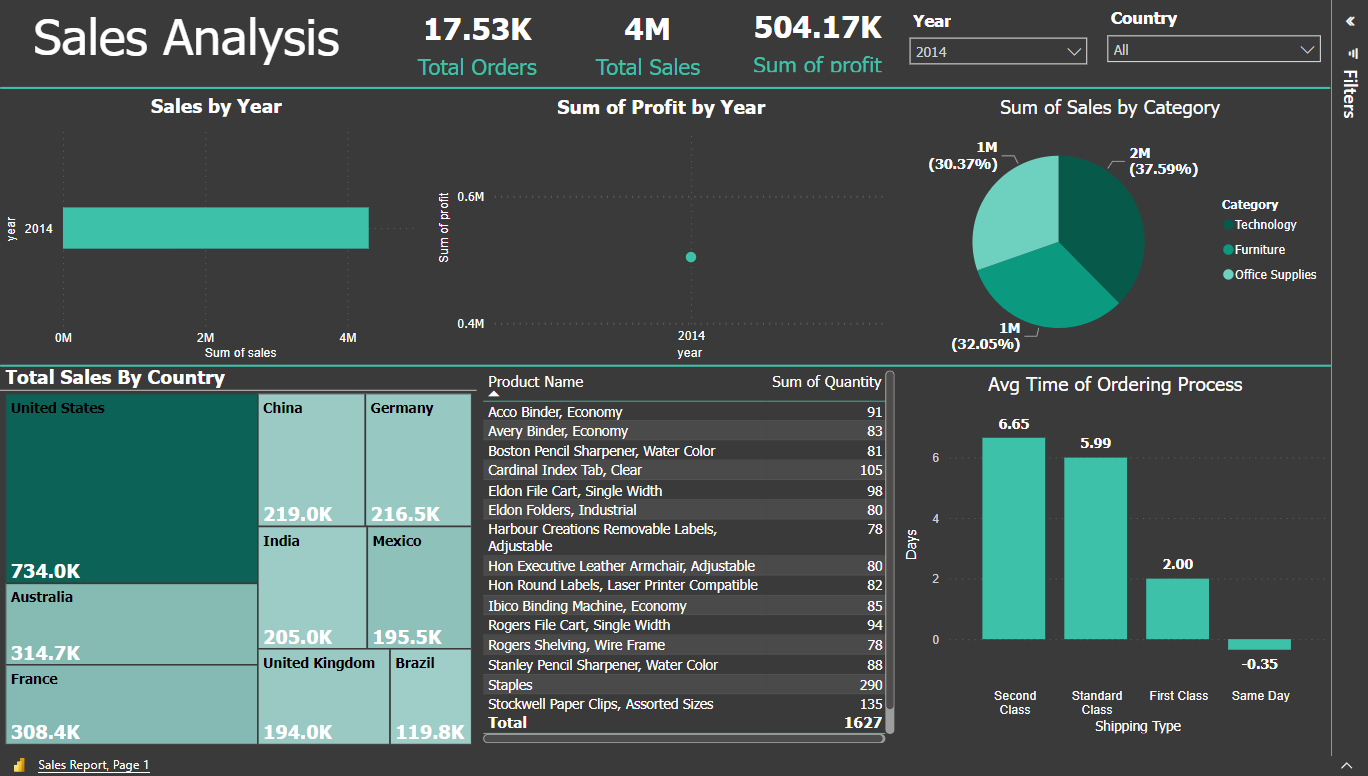 Sales Analysis
17.53K
Total Orders
4M
Total Sales
504.17K
Sum of profit
Year
2014
Country
All
Filters
Sales by Year
year
2014
0M
2M
4M
Sum of sales
Sum of Profit by Year
Sum of profit
0.6M
0.4M
2014
year
Sum of Sales by Category
1M
(30.37%)
2M
(37.59%)
1M
(32.05%)
Category
Technology
Furniture
Office Supplies
Total Sales By Country
United States
734.0K
Australia
314.7K
France
308.4K
China
219.0K
Germany
216.5K
India
205.0K
Mexico
195.5K
United Kingdom
194.0K
Brazil
119.8K
Product Name Sum of Quantity
Acco Binder, Economy 91
Avery Binder, Economy 83
Boston Pencil Sharpener, Water Color 81
Cardinal Index Tab, Clear 105
Eldon File Cart, Single Width 98
Eldon Folders, Industrial 80
Harbour Creations Removable Labels, 78
Adjustable
Hon Executive Leather Armchair, Adjustable 80
Hon Round Labels, Laser Printer Compatible 82
Ibico Binding Machine, Economy 85
Rogers File Cart, Single Width 94
Rogers Shelving, Wire Frame 78
Stanley Pencil Sharpener, Water Color 88
Staples 290
Stockwell Paper Clips, Assorted Sizes 135
Total 1627
Avg Time of Ordering Process
Days
6
4
2
0
6.65
5.99
2.00
-0.35
Second
Class
Standard
Class
First Class
Same Day
Shipping Type
Sales Report, Page 1